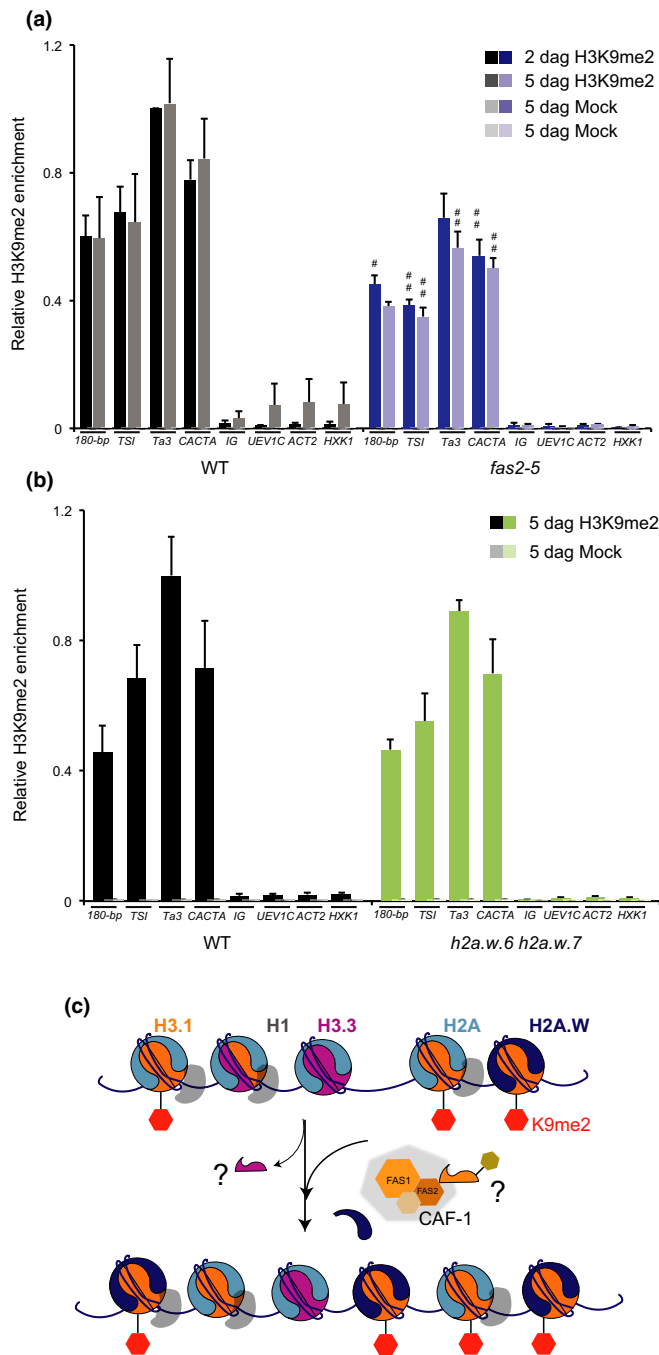 (a)
1.2
0.8
0.4
0
Relative H3K9me2 enrichment
2 dag H3K9me2
5 dag H3K9me2
5 dag Mock
5 dag Mock
# # # # # # # # # # #
180-bp TSI Ta3 CACTA IG UEV1C ACT2 HXK1 180-bp TSI Ta3 CACTA IG UEV1C ACT2 HXK1
WT fas2-5
(b)
1.2
0.8
0.4
0
Relative H3K9me2 enrichment
5 dag H3K9me2
5 dag Mock
180-bp TSI Ta3 CACTA IG UEV1C ACT2 HXK1 180-bp TSI Ta3 CACTA IG UEV1C ACT2 HXK1
WT h2a.w.6 h2a.w.7
(c)
H3.1 H1 H3.3 H2A H2A.W
K9me2
? ?
FAS1 FAS2
CAF-1